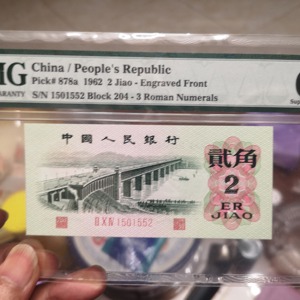 MG
China / People's Republic
Pick# 878a 1962 2 Jiao - Engraved Front
S/N 1501552 Block 204 - 3 Roman Numerals
中國人民銀行
貳角
2
ER
JIAO
1501552